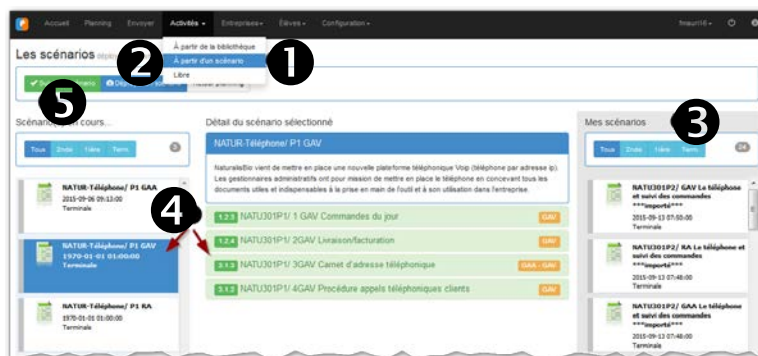 Accueil Planning Envoyer Activités Entreprises Élèves Configuration fmauri16
À partir de la bibliothèque
À partir d'un scénario
Libre
1
2
Les scénarios
5
3
Scénario en cours...
Détail du scénario sélectionné
Mes scénarios
Tous 2nde 1ière Term 3
NATUR-Téléphone/ P1 GAV
Tous 2nde 1ière Term 24
NaturalisBio vient de mettre en place une nouvelle plateforme téléphonique Voip (téléphone par adresse ip).
Les gestionnaires administratifs ont pour mission de mettre en place le téléphone en concevant tous les
documents utiles et indispensables à la prise en main de l'outil et à son utilisation dans l'entreprise.
NATUR-Téléphone/ P1 GAA
2015-09-06 09:13:00
Terminale
4
NATUR-Téléphone/ P1 GAV
1970-01-01 01:00:00
Terminale
NATUR-Téléphone/ P1 RA
1970-01-01 01:00:00
Terminale
1.2.3 NATU301P1/ 1 GAV Commandes du jour GAV
1.2.4 NATU301P1/ 2GAV Livraison/facturation GAV
3.1.3 NATU301P1/ 3GAV Carnet d'adresse téléphonique GAA - GAV
3.1.2 NATU301P1/ 4GAV Procédure appels téléphoniques clients GAV
NATU301P2/ GAV Le téléphone
et suivi des commandes
***importé***
2015-09-13 07:50:00
Terminale
NATU301P2/ RA Le téléphone et
suivi des commandes
***importé***
2015-09-13 07:48:00
Terminale
NATU301P2/ GAA Le téléphone
et suivi des commandes
***importé***
2015-09-13 07:48:00
Terminale